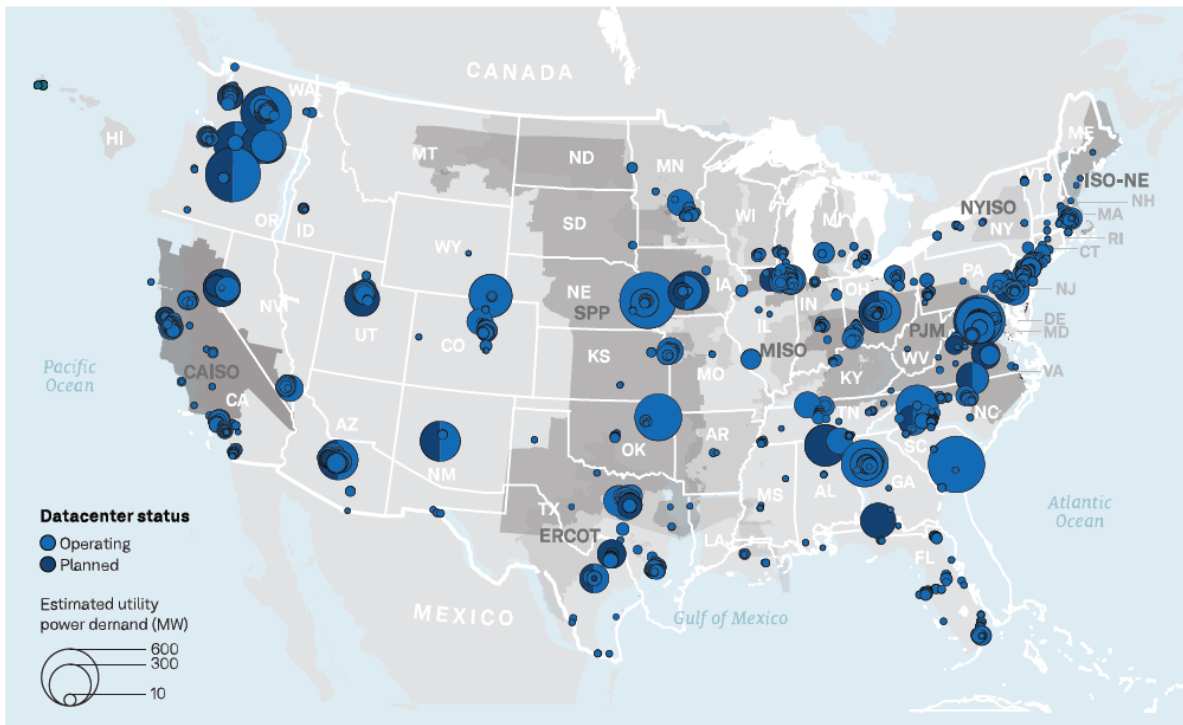 CANADA
WA
HI
MT
ND
MN
ME
VT
ISO-NE
NYISO
NH
OR
ID
SD
WI
MI
NY
MA
RI
WY
CT
PA
NV
NE
SPP
IA
IN
OH
NJ
UT
CO
IL
PJM
DE
MD
Pacific
Ocean
CAISO
KS
MISO
WV
CA
MO
KY
VA
AZ
TN
NC
NM
OK
AR
SC
MS
AL
GA
Atlantic
Ocean
TX
ERCOT
LA
FL
MEXICO
Gulf of Mexico
Datacenter status
Operating
Planned
Estimated utility
power demand (MW)
600
300
10